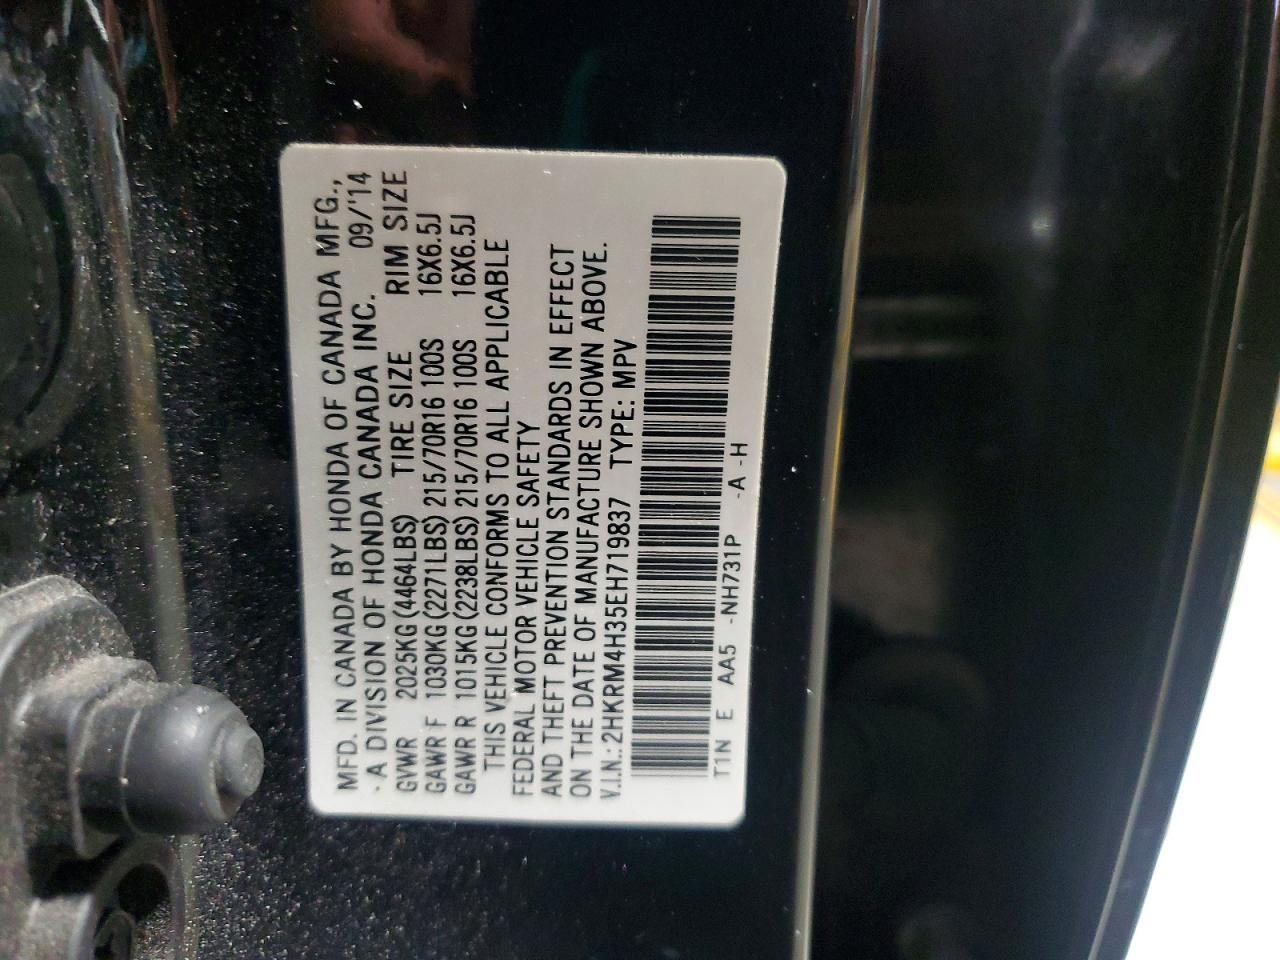 MFD. IN CANADA BY HONDA OF CANADA MFG.,
- A DIVISION OF HONDA CANADA INC. 09/'14
GVWR 2025KG(4464LBS) TIRE SIZE RIM SIZE
GAWR F 1030KG(2271LBS) 215/70R16 100S 16X6.5J
GAWR R 1015KG(2238LBS) 215/70R16 100S 16X6.5J
THIS VEHICLE CONFORMS TO ALL APPLICABLE
FEDERAL MOTOR VEHICLE SAFETY
AND THEFT PREVENTION STANDARDS IN EFFECT
ON THE DATE OF MANUFACTURE SHOWN ABOVE.
V.I.N.: 2HKRM4H35EH719837 TYPE: MPV
T1N E AA5 -NH731P -A -H